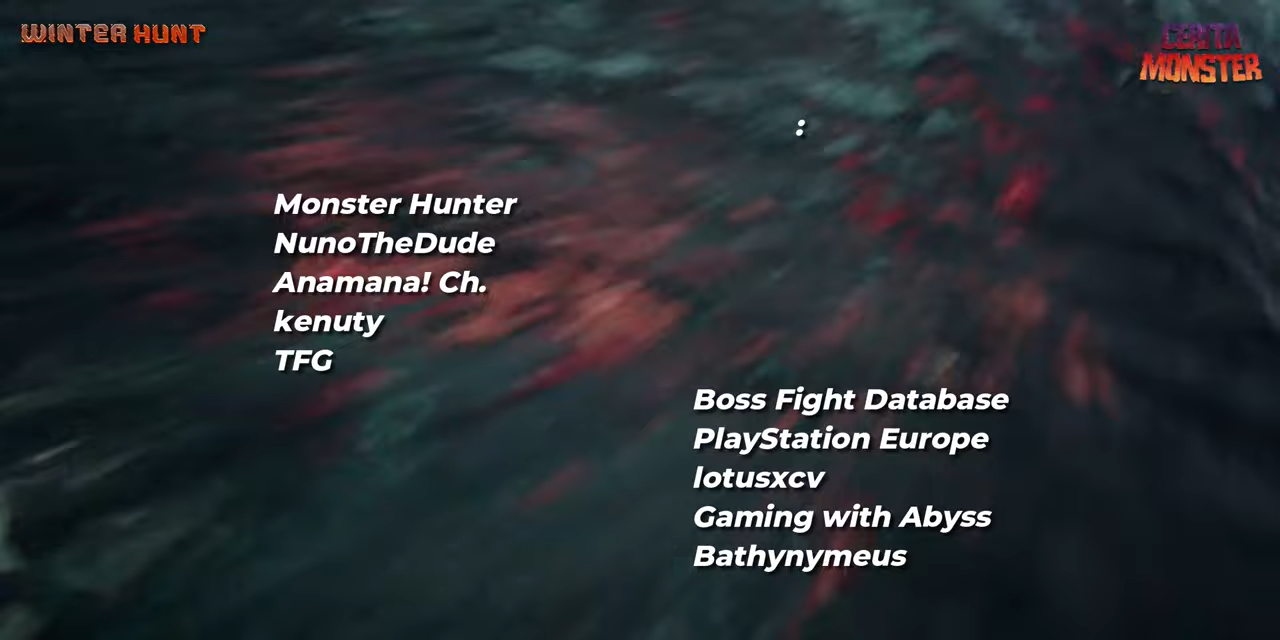 WINTER HUNT
CERITA
MONSTER
:
Monster Hunter
NunoTheDude
Anamana! Ch.
kenuty
TFG
Boss Fight Database
PlayStation Europe
lotusxcv
Gaming with Abyss
Bathynymeus